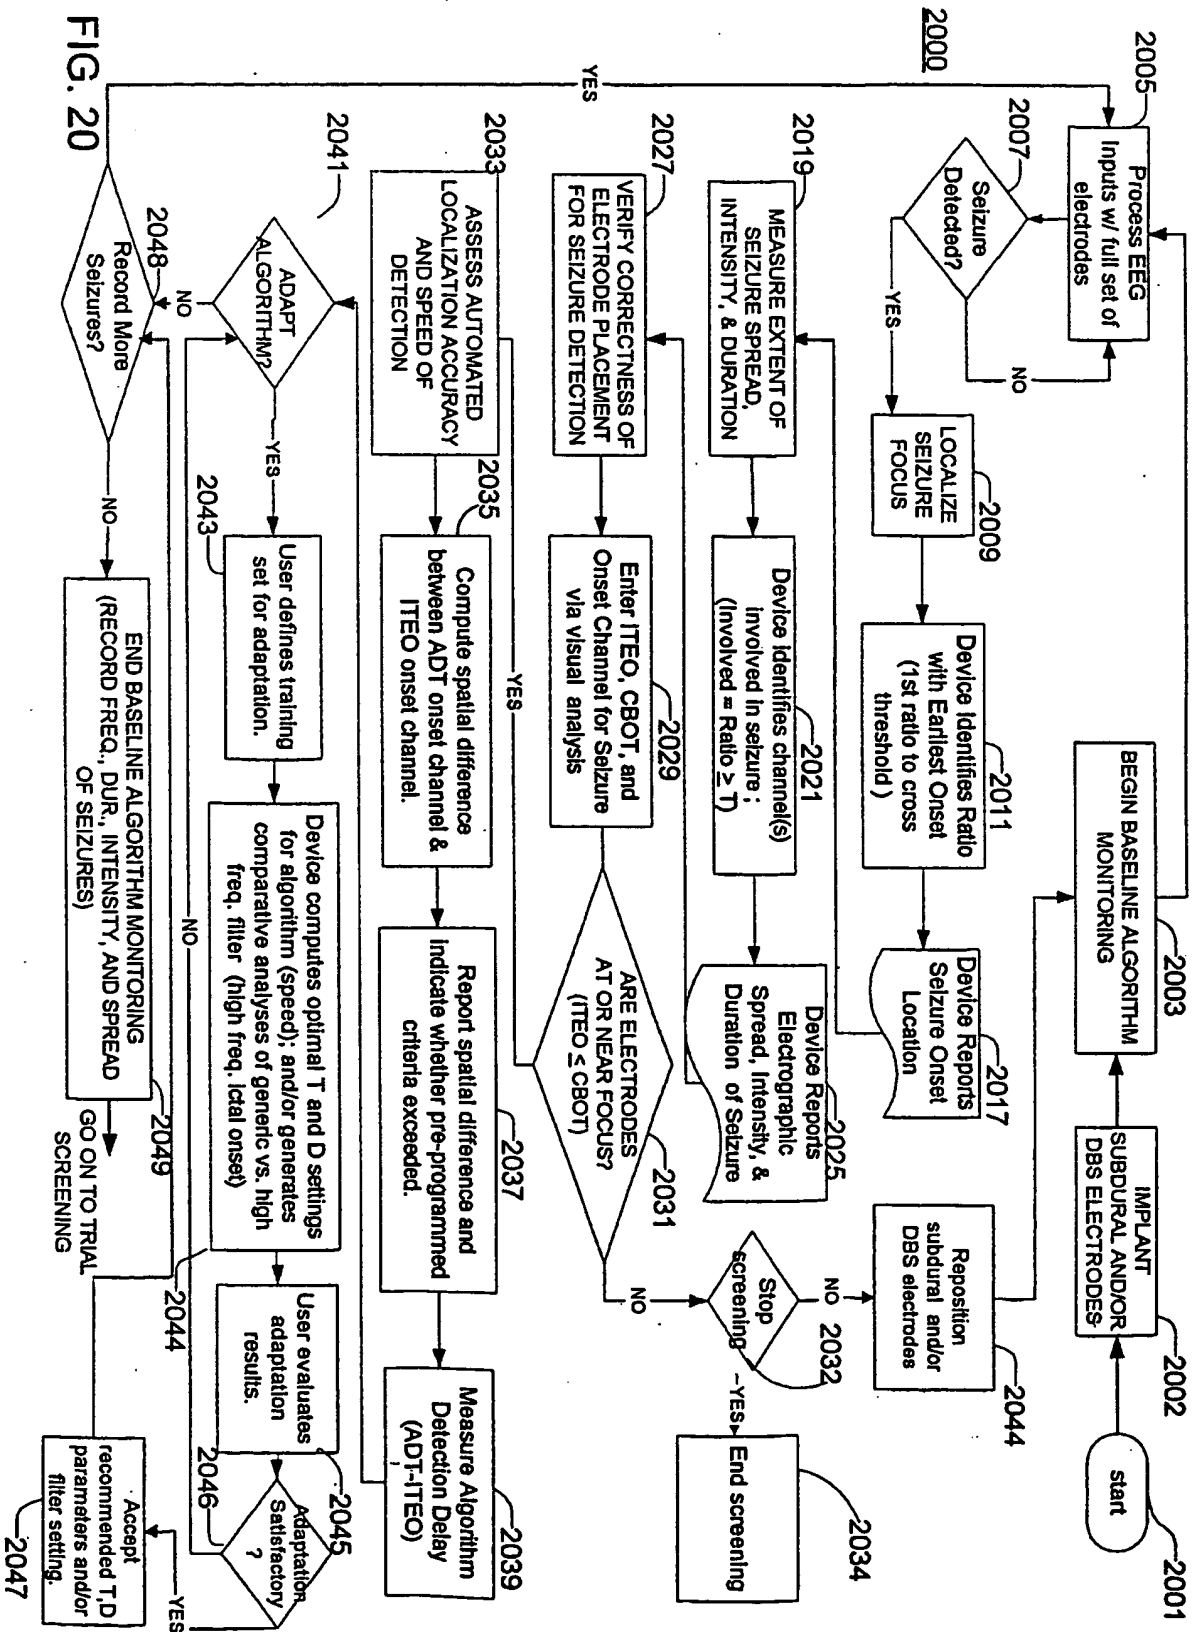 start
2001
IMPLANT
SUBDURAL AND/OR
DBS ELECTRODES
2002
BEGIN BASELINE ALGORITHM
MONITORING
2003
2000
2005
Process EEG
Inputs w/ full set of
electrodes
2007
Seizure
Detected?
NO
YES
LOCALIZE
SEIZURE
FOCUS
2009
Device Identifies Ratio
with Earliest Onset
(1st ratio to cross
threshold )
2011
Device Reports
Seizure Onset
Location
2017
2019
MEASURE EXTENT OF
SEIZURE SPREAD,
INTENSITY, & DURATION
Device identifies channel(s)
involved in seizure ;
(Involved = Ratio ≥ T)
2021
Device Reports
Electrographic
Spread, Intensity, &
Duration of Seizure
2025
Reposition
subdural and/or
DBS electrodes
2044
2027
VERIFY CORRECTNESS OF
ELECTRODE PLACEMENT
FOR SEIZURE DETECTION
Enter ITEO, CBOT, and
Onset Channel for Seizure
via visual analysis
2029
ARE ELECTRODES
AT OR NEAR FOCUS?
(ITEO ≤ CBOT)
2031
YES
NO
Stop
screening
2032
NO
YES
End screening
2034
2033
ASSESS AUTOMATED
LOCALIZATION ACCURACY
AND SPEED OF
DETECTION
2035
Compute spatial difference
between ADT onset channel &
ITEO onset channel.
Report spatial difference and
indicate whether pre-programmed
criteria exceeded.
2037
Measure Algorithm
Detection Delay
(ADT-ITEO)
2039
2041
ADAPT
ALGORITHM?
NO
YES
User defines training
set for adaptation.
2043
Device computes optimal T and D settings
for algorithm (speed); and/or generates
comparative analyses of generic vs. high
freq. filter (high freq. ictal onset)
2044
User evaluates
adaptation
results.
2045
Adaptation
Satisfactory
?
2046
NO
YES
Accept
recommended T,D
parameters and/or
filter setting.
2047
2048
Record More
Seizures?
YES
NO
END BASELINE ALGORITHM MONITORING
(RECORD FREQ., DUR., INTENSITY, AND SPREAD
OF SEIZURES)
2049
GO ON TO TRIAL
SCREENING
FIG. 20